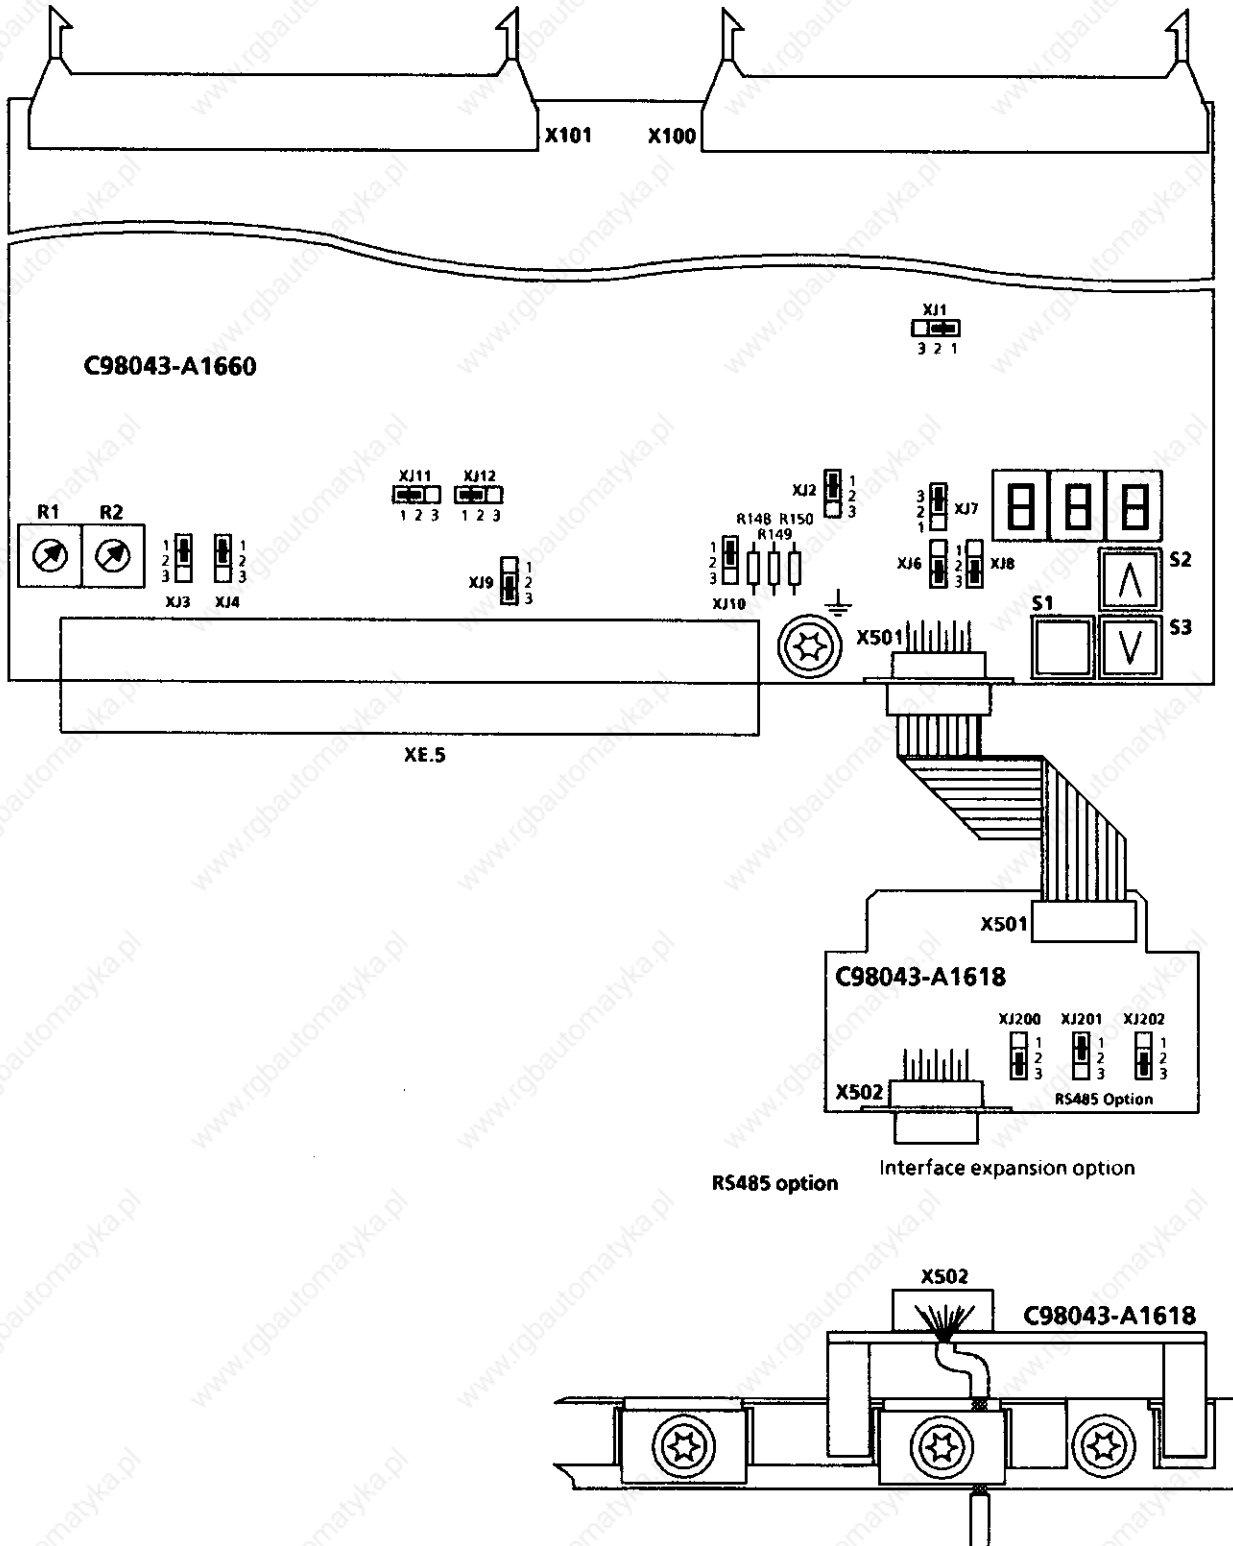 X101 X100
XJ1
3 2 1
C98043-A1660
XJ11 XJ12
1 2 3 1 2 3
XJ2
1
2
3
3
2
1
XJ7
R1 R2
R148 R150
R149
1
2
3
XJ3
1
2
3
XJ4
XJ9
1
2
3
1
2
3
XJ10
XJ6
1
2
3
XJ8
S2
S1
S3
X501
XE.5
X501
C98043-A1618
XJ200 XJ201 XJ202
1
2
3
1
2
3
1
2
3
X502
RS485 Option
Interface expansion option
RS485 option
X502
C98043-A1618
www.rgbautomatyka.pl